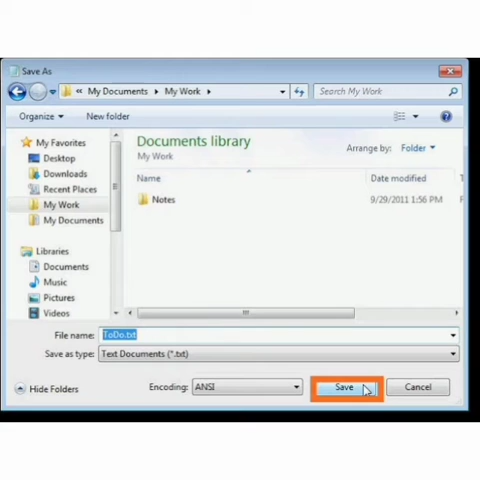 Save As
« My Documents ▸ My Work ▸
Search My Work
Organize
New folder
My Favorites
Desktop
Downloads
Recent Places
My Work
My Documents
Libraries
Documents
Music
Pictures
Videos
Documents library
My Work
Arrange by: Folder
Name
Date modified
Notes
9/29/2011 1:56 PM
File name: ToDo.txt
Save as type: Text Documents (*.txt)
Hide Folders
Encoding: ANSI
Save
Cancel